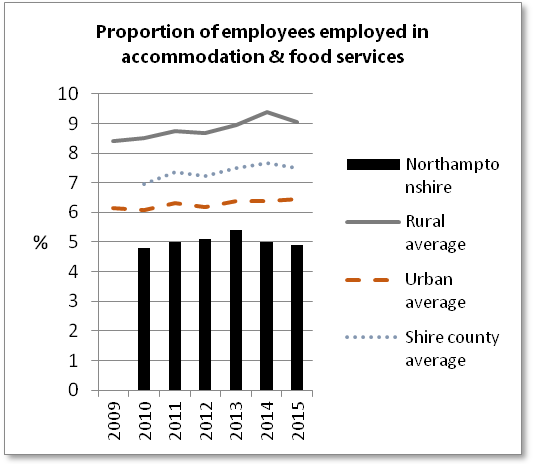 Proportion of employees employed in
accommodation & food services
10
9
8
7
6
5
4
3
2
1
0
%
2009
2010
2011
2012
2013
2014
2015
Northampto
nshire
Rural
average
Urban
average
Shire county
average